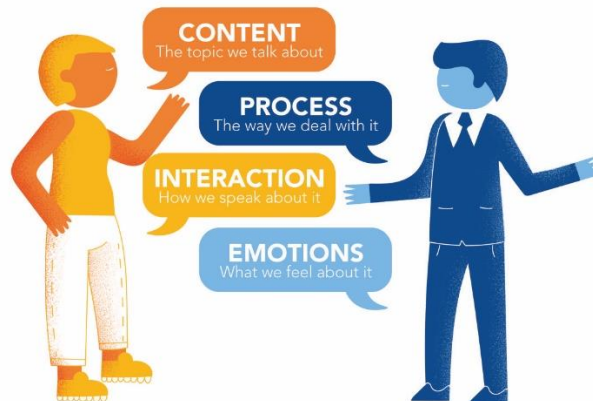 CONTENT
The topic we talk about
PROCESS
The way we deal with it
INTERACTION
How we speak about it
EMOTIONS
What we feel about it